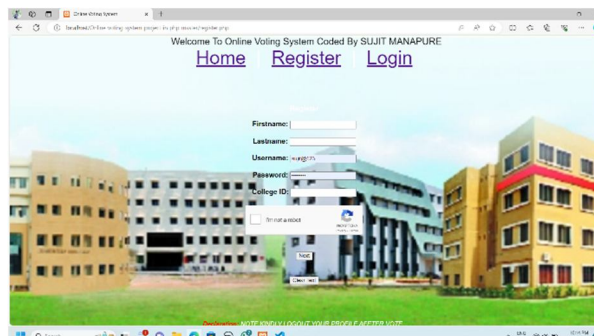 Online Voting System
localhost/Online-voting-system-project-in-php-master/register.php
Welcome To Online Voting System Coded By SUJIT MANAPURE
Home Register Login
Firstname:
Lastname:
Username:
Password:
College ID:
I'm not a robot
Next
Clear Text
NOTE KINDLY LOGOUT YOUR PROFILE AFETER VOTE